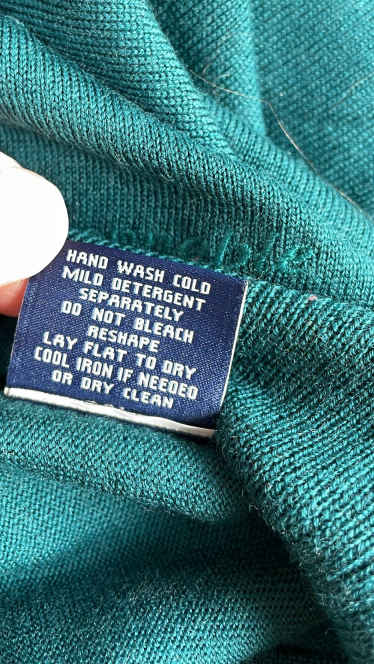 HAND WASH COLD
MILD DETERGENT
SEPARATELY
DO NOT BLEACH
RESHAPE
LAY FLAT TO DRY
COOL IRON IF NEEDED
OR DRY CLEAN